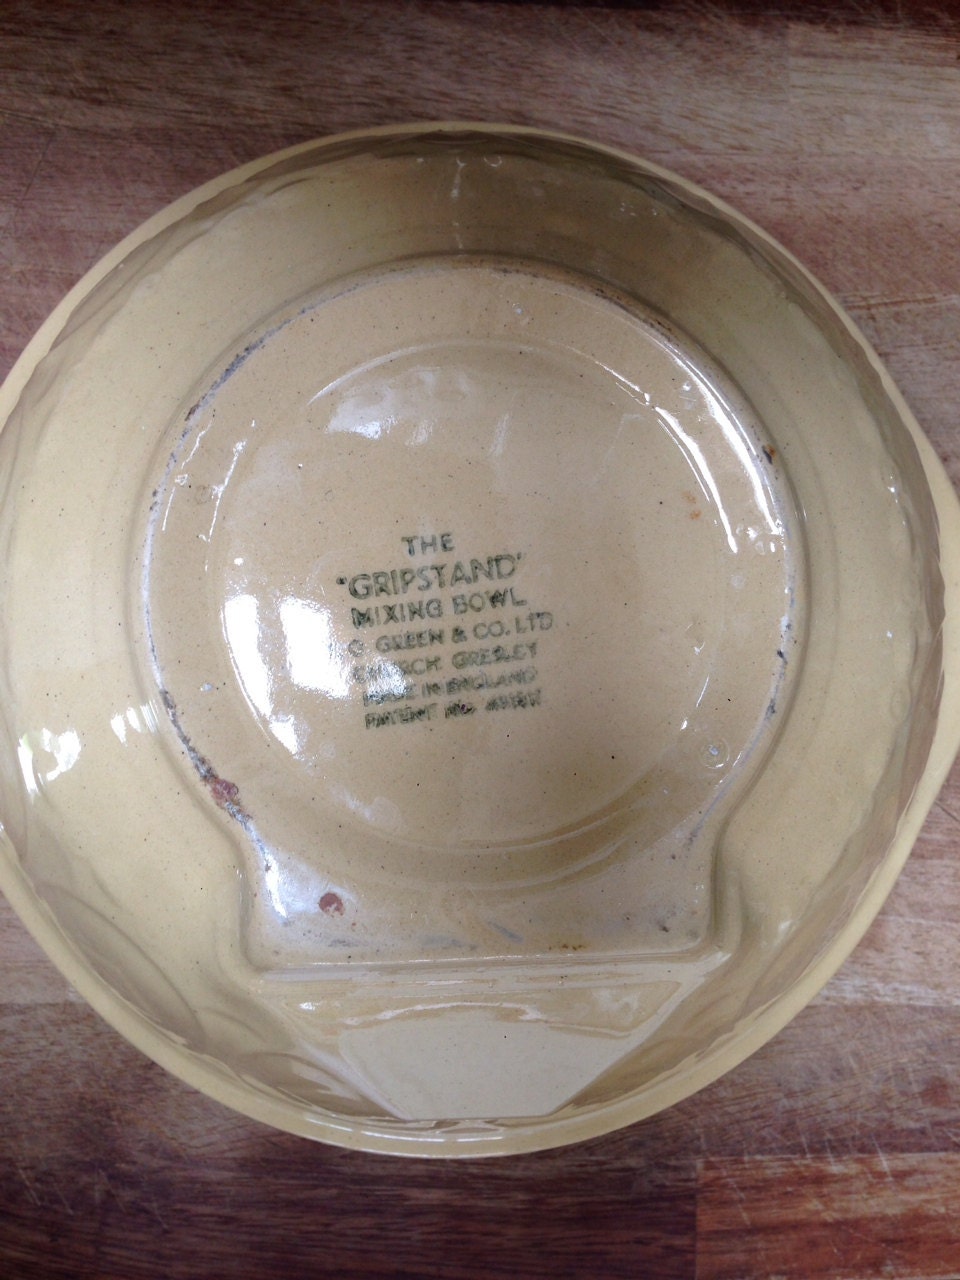 THE
'GRIPSTAND'
MIXING BOWL
G GREEN & CO. LTD
CHURCH GRESLEY
MADE IN ENGLAND
PATENT NO